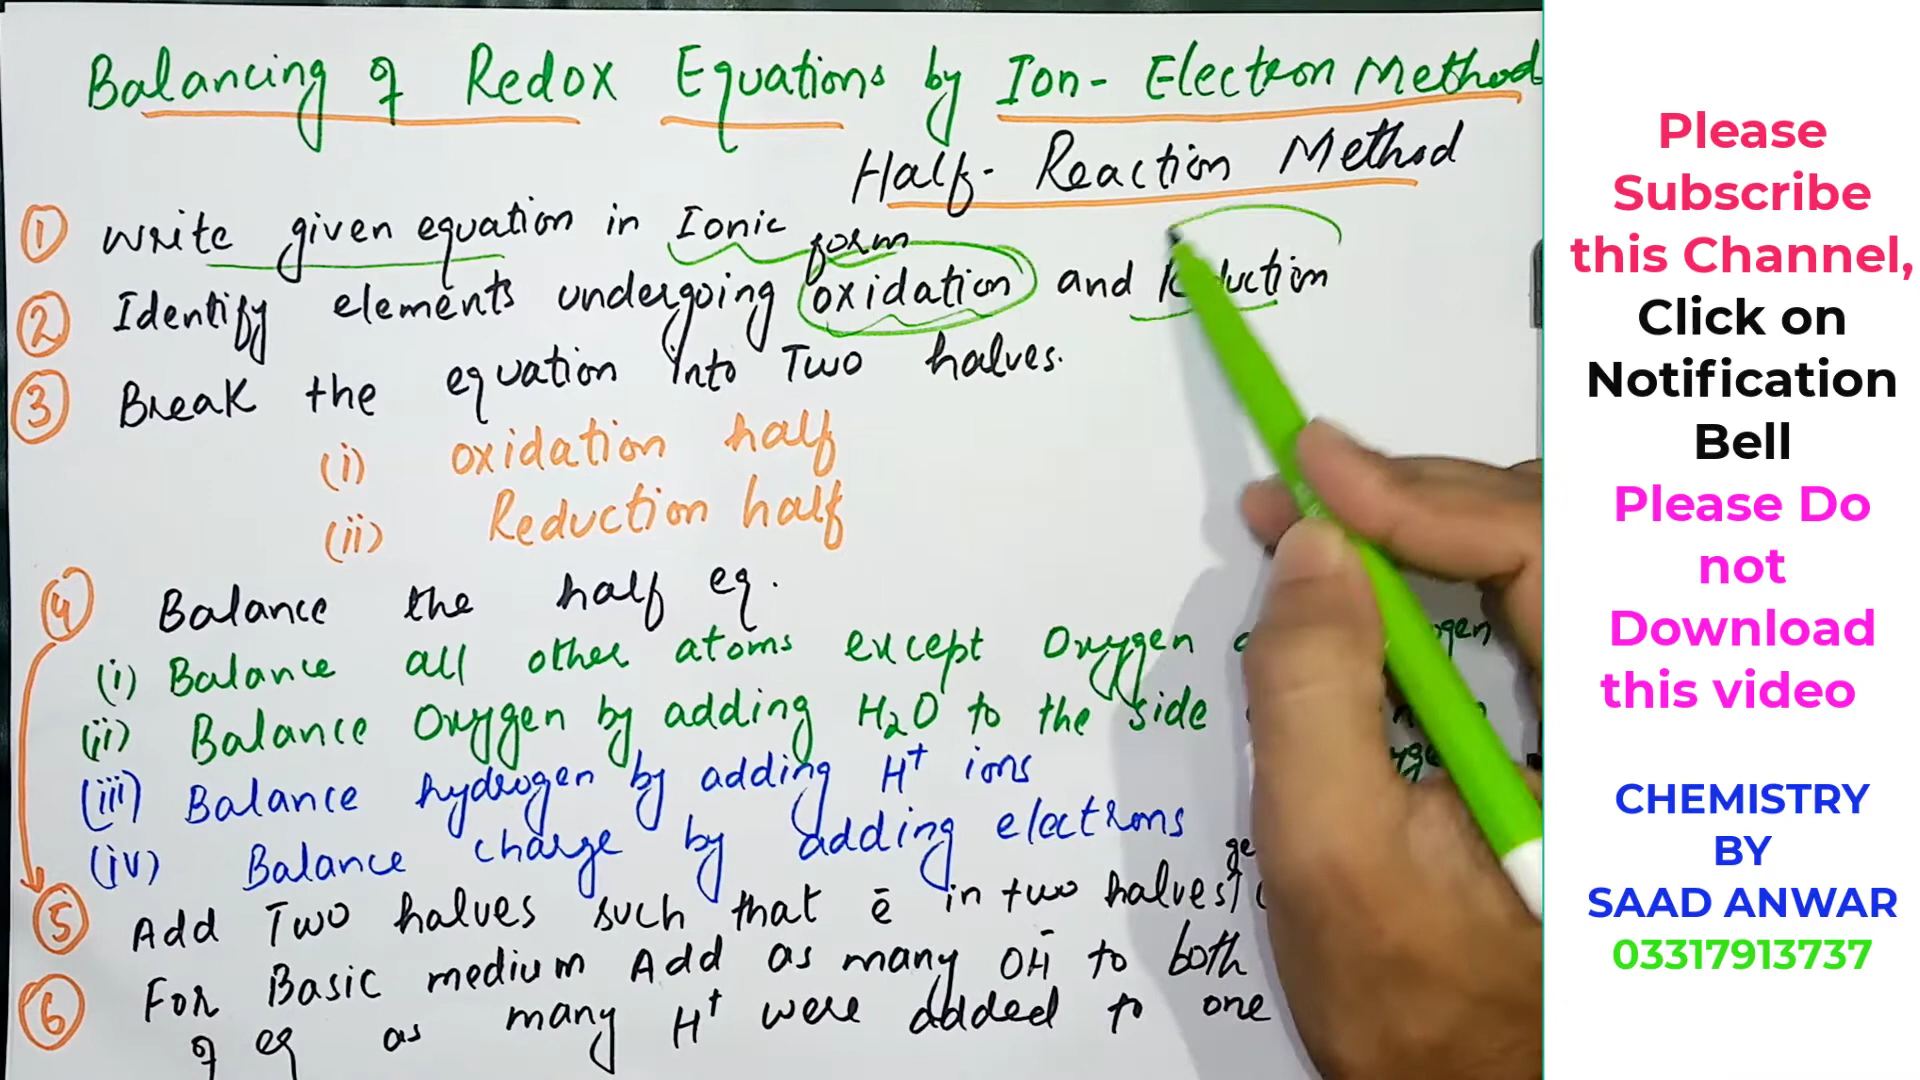 Balancing of Redox Equations by Ion-Electron Method
Half-Reaction Method
① Write given equation in Ionic form
② Identify elements undergoing oxidation and Reduction
③ Break the equation into Two halves.
(i) oxidation half
(ii) Reduction half
④ Balance the half eq.
(i) Balance all other atoms except Oxygen
(ii) Balance Oxygen by adding H₂O to the side
(iii) Balance hydrogen by adding H⁺ ions
(iv) Balance charge by adding electrons
⑤ Add Two halves such that ē in two halves
⑥ For Basic medium Add as many OH⁻ to both
of eq as many H⁺ were added to one
Please
Subscribe
this Channel,
Click on
Notification
Bell
Please Do
not
Download
this video
CHEMISTRY
BY
SAAD ANWAR
03317913737